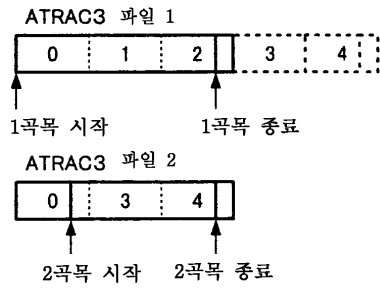 ATRAC3 파일 1
0 1 2 3 4
1곡목 시작 1곡목 종료
ATRAC3 파일 2
0 3 4
2곡목 시작 2곡목 종료